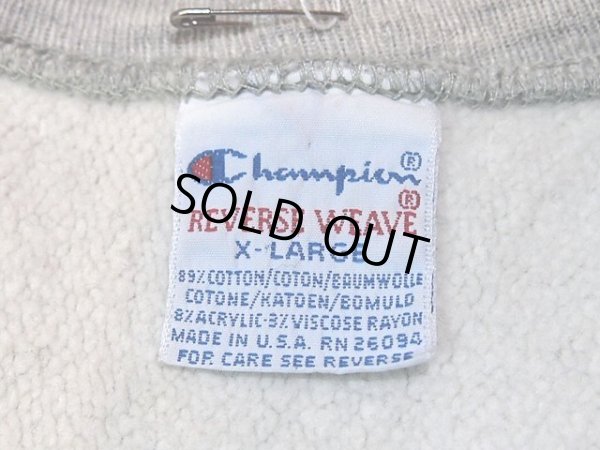 Champion®
REVERSE WEAVE®
SOLD OUT
X-LARGE
89% COTTON/COTON/BAUMWOLLE
COTONE/KATOEN/BOMULD
8% ACRYLIC-3% VISCOSE RAYON
MADE IN U.S.A. RN 26094
FOR CARE SEE REVERSE